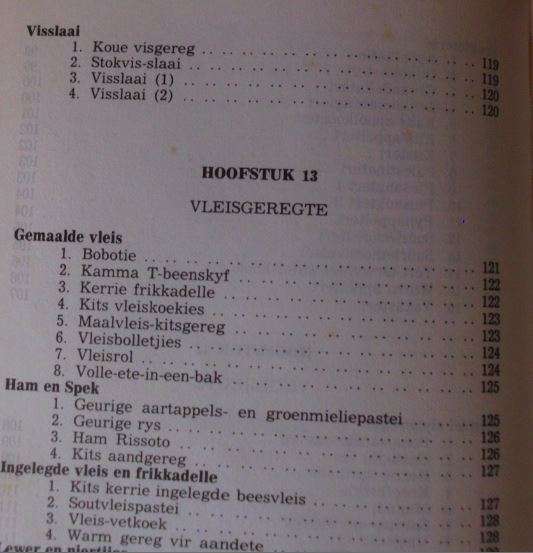 Visslaai
1. Koue visgereg 119
2. Stokvis-slaai 119
3. Visslaai (1) 120
4. Visslaai (2) 120
HOOFSTUK 13
VLEISGEREGTE
Gemaalde vleis
1. Bobotie 121
2. Kamma T-beenskyf 122
3. Kerrie frikkadelle 122
4. Kits vleiskoekies 123
5. Maalvleis-kitsgereg 123
6. Vleisbolletjies 124
7. Vleisrol 124
8. Volle-ete-in-een-bak 125
Ham en Spek
1. Geurige aartappels- en groenmieliepastei 125
2. Geurige rys 126
3. Ham Rissoto 126
4. Kits aandgereg 127
Ingelegde vleis en frikkadelle
1. Kits kerrie ingelegde beesvleis 127
2. Soutvleispastei 128
3. Vleis-vetkoek 128
4. Warm gereg vir aandete
Lewer en niertjies